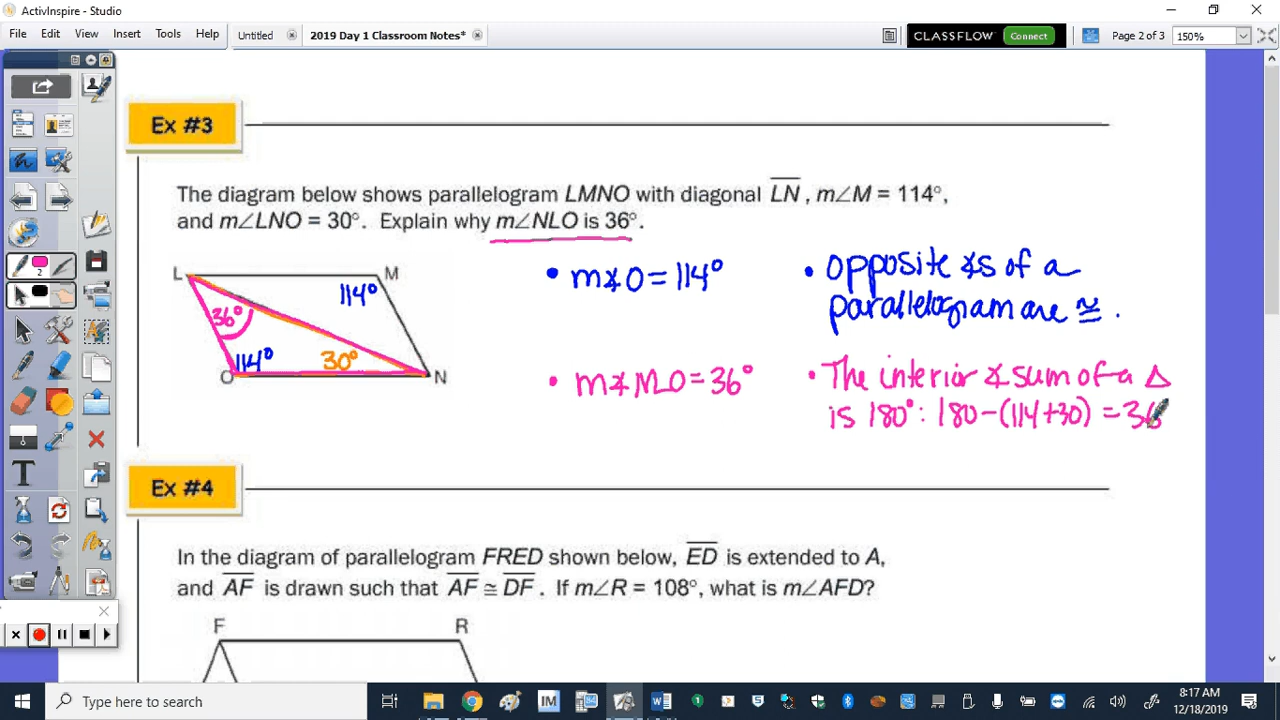 ActivInspire - Studio
File Edit View Insert Tools Help Untitled 2019 Day 1 Classroom Notes* CLASSFLOW Connect Page 2 of 3 150%
Ex #3
The diagram below shows parallelogram LMNO with diagonal LN, m∠M = 114°,
and m∠LNO = 30°. Explain why m∠NLO is 36°.
L M
114°
36°
114° 30°
O N
• m∡O = 114°
• opposite ∡s of a
parallelogram are ≅.
• m∡NLO = 36°
• The interior ∡ sum of a Δ
is 180°: 180-(114+30) = 36
Ex #4
In the diagram of parallelogram FRED shown below, ED is extended to A,
and AF is drawn such that AF ≅ DF. If m∠R = 108°, what is m∠AFD?
F R
2
T
Type here to search
IM
8:17 AM
12/18/2019